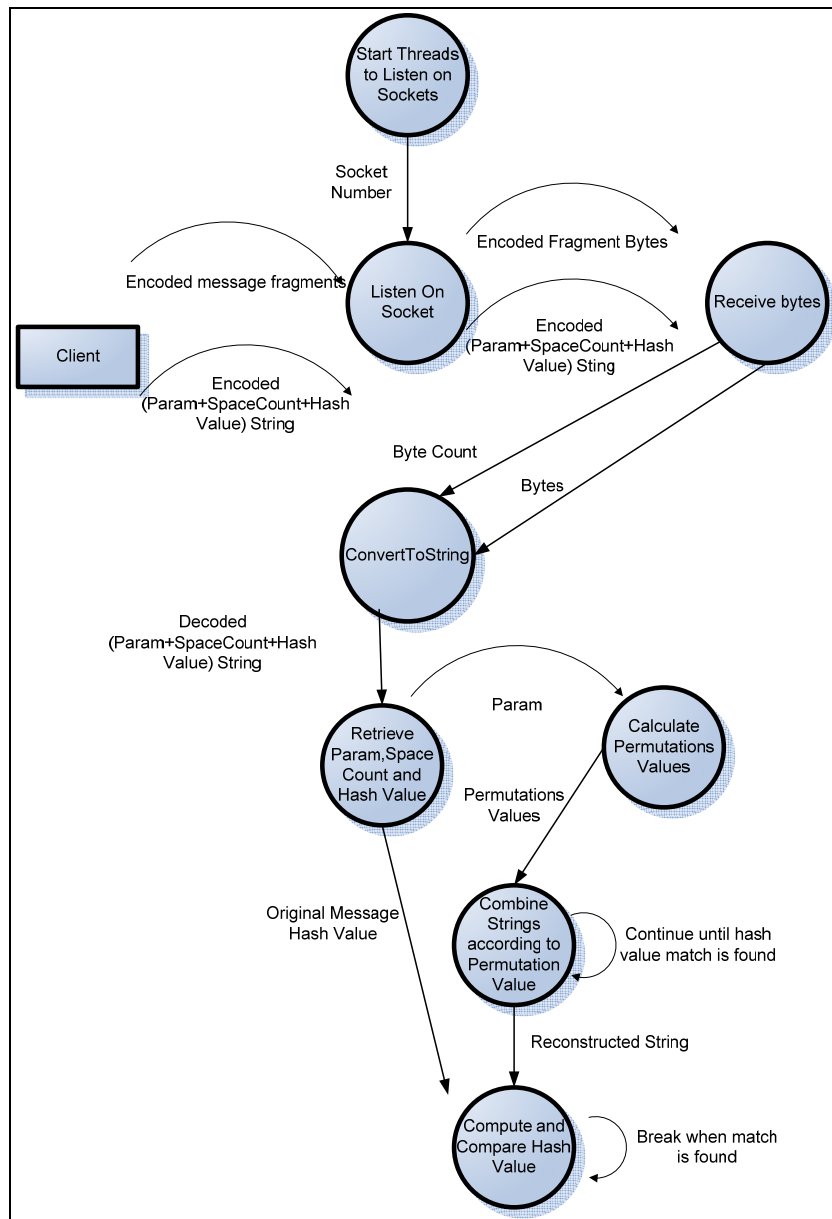 Start Threads
to Listen on
Sockets
Socket
Number
Encoded Fragment Bytes
Encoded message fragments
Listen On
Socket
Receive bytes
Encoded
(Param+SpaceCount+Hash
Value) Sting
Client
Encoded
(Param+SpaceCount+Hash
Value) String
Byte Count
Bytes
ConvertToString
Decoded
(Param+SpaceCount+Hash
Value) String
Param
Retrieve
Param,Space
Count and
Hash Value
Calculate
Permutations
Values
Permutations
Values
Original Message
Hash Value
Combine
Strings
according to
Permutation
Value
Continue until hash
value match is found
Reconstructed String
Compute and
Compare Hash
Value
Break when match
is found